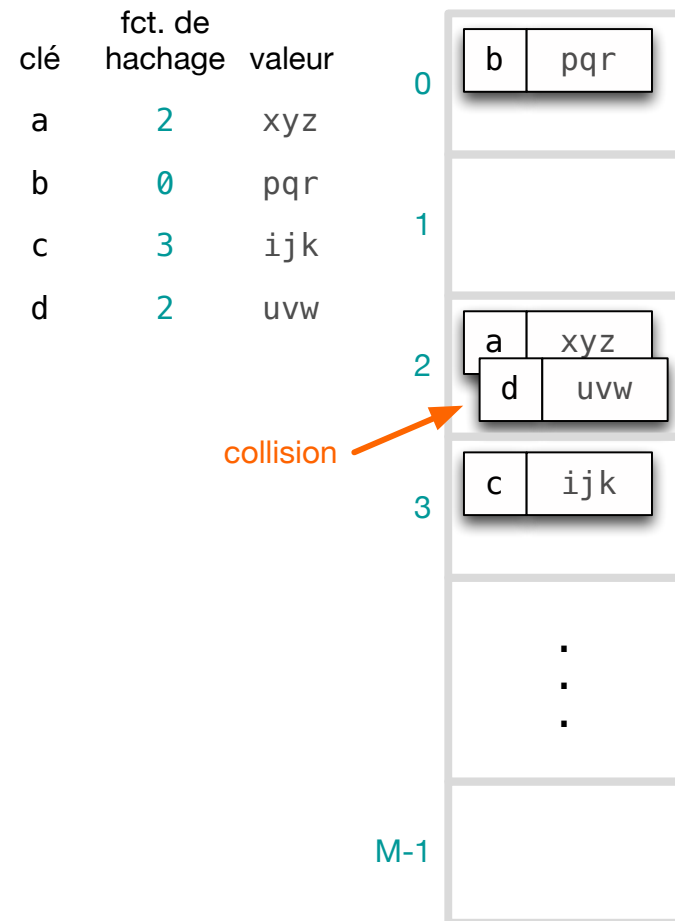 fct. de
clé hachage valeur
a 2 xyz
b 0 pqr
c 3 ijk
d 2 uvw
collision
0 b pqr
1
2 a xyz
d uvw
3 c ijk
.
.
.
M-1